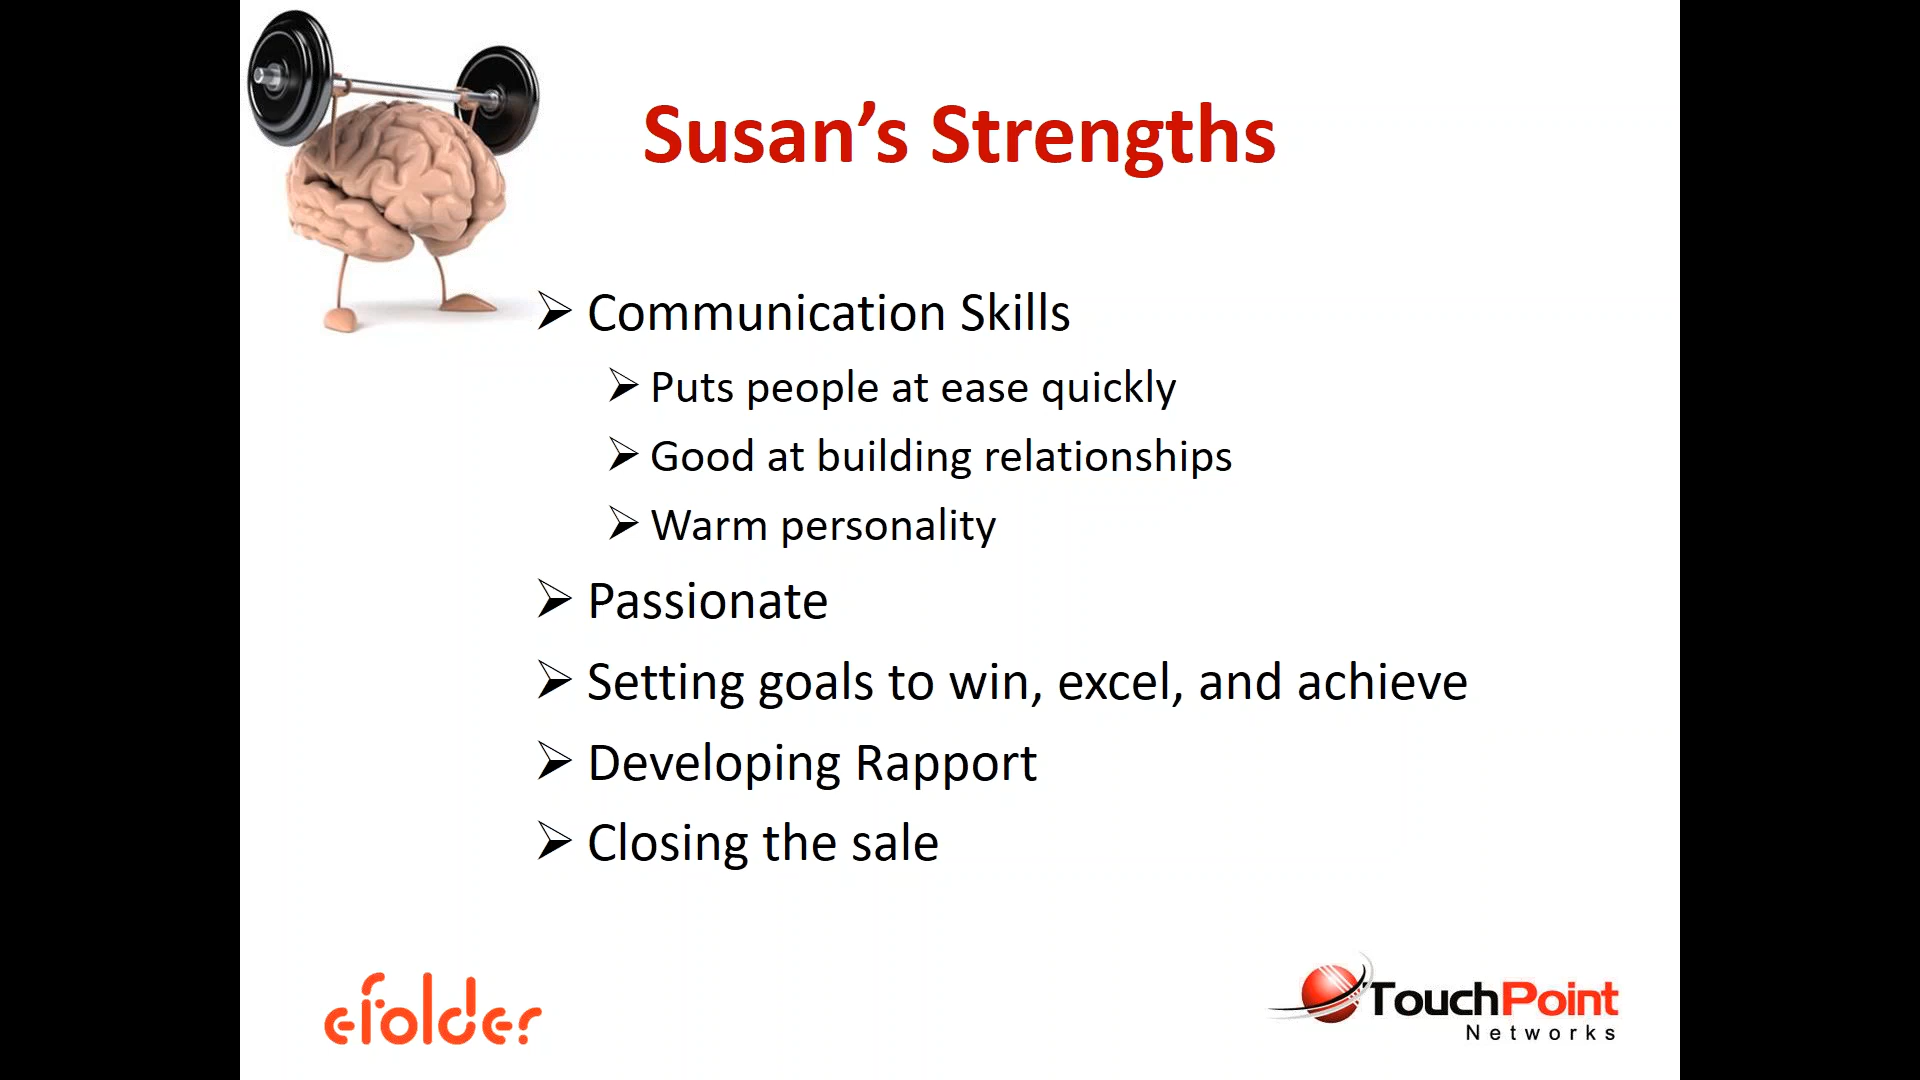 Susan’s Strengths
Communication Skills
Puts people at ease quickly
Good at building relationships
Warm personality
Passionate
Setting goals to win, excel, and achieve
Developing Rapport
Closing the sale
efolder
TouchPoint
Networks